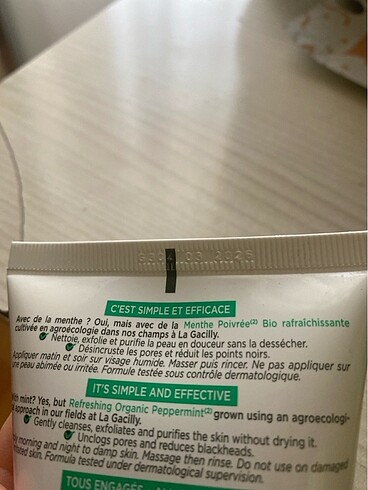 03 2026
C'EST SIMPLE ET EFFICACE
Avec de la menthe ? Oui, mais avec de la Menthe Poivrée(2) Bio rafraîchissante
cultivée en agroécologie dans nos champs à La Gacilly.
Nettoie, exfolie et purifie la peau en douceur sans la dessécher.
Désincruste les pores et réduit les points noirs.
Appliquer matin et soir sur visage humide. Masser puis rincer. Ne pas appliquer sur
peau abimée ou irritée. Formule testée sous contrôle dermatologique.
IT'S SIMPLE AND EFFECTIVE
mint? Yes, but Refreshing Organic Peppermint(2) grown using an agroecologi-
approach in our fields at La Gacilly.
Gently cleanses, exfoliates and purifies the skin without drying it.
Unclogs pores and reduces blackheads.
morning and night to damp skin. Massage then rinse. Do not use on damaged
skin. Formula tested under dermatological supervision.
TOUS ENGAGÉS